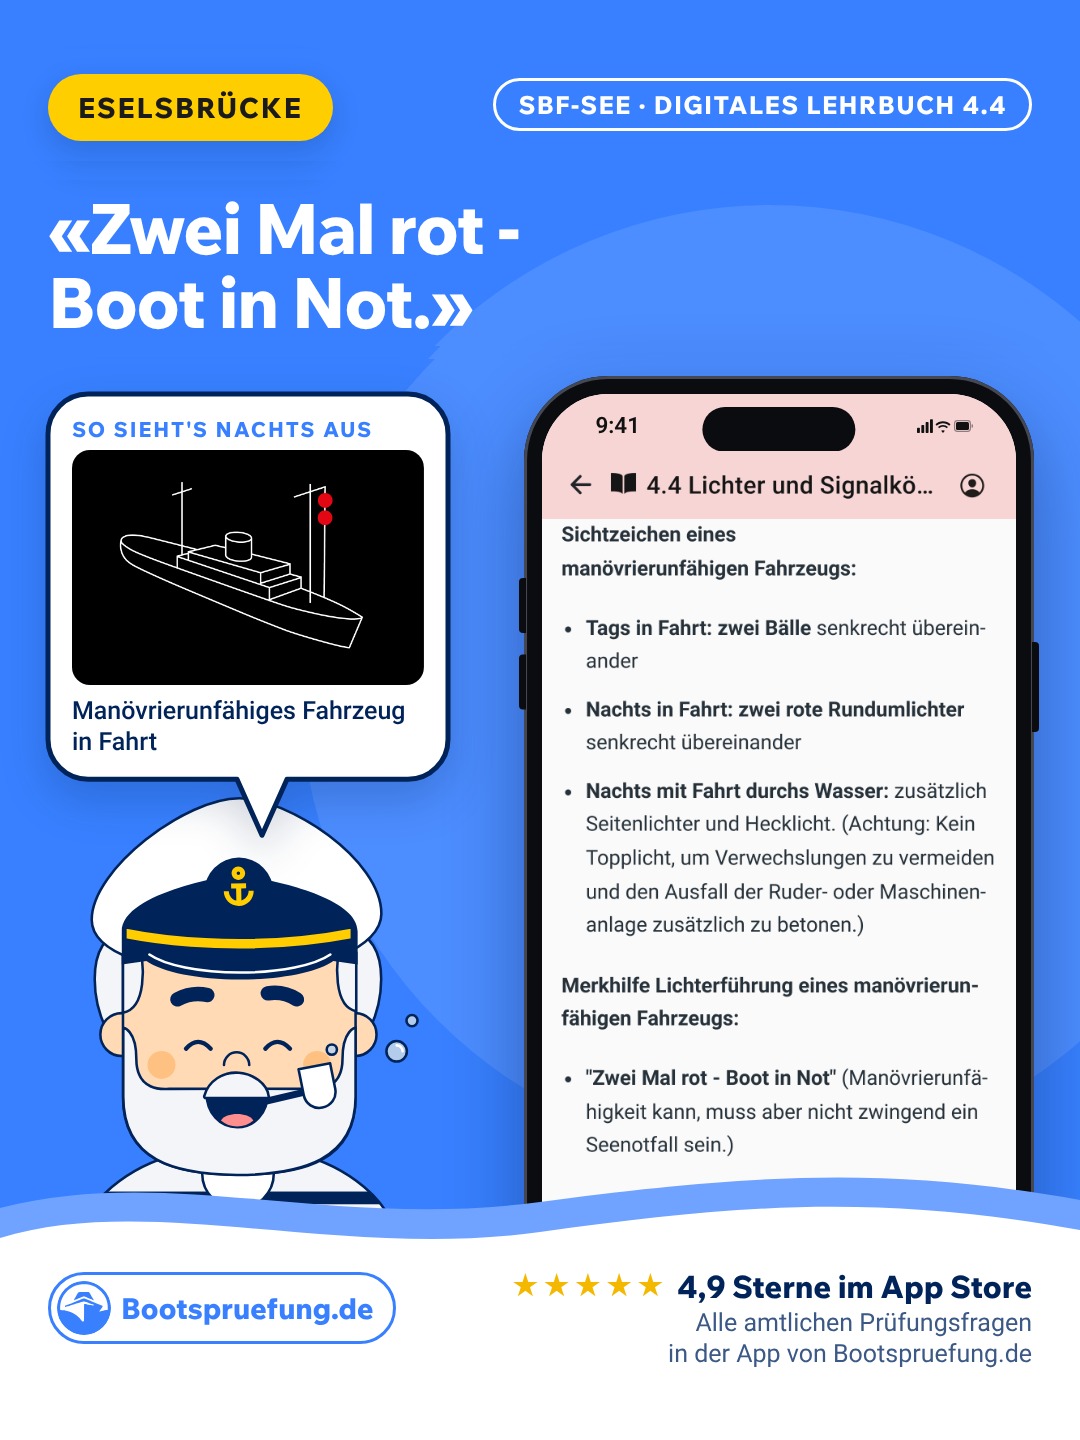 ESELSBRÜCKE
SBF-SEE · DIGITALES LEHRBUCH 4.4
«Zwei Mal rot -
Boot in Not.»
SO SIEHT'S NACHTS AUS
Manövrierunfähiges Fahrzeug
in Fahrt
9:41
4.4 Lichter und Signalkö...
Sichtzeichen eines
manövrierunfähigen Fahrzeugs:
• Tags in Fahrt: zwei Bälle senkrecht überein-
ander
• Nachts in Fahrt: zwei rote Rundumlichter
senkrecht übereinander
• Nachts mit Fahrt durchs Wasser: zusätzlich
Seitenlichter und Hecklicht. (Achtung: Kein
Topplicht, um Verwechslungen zu vermeiden
und den Ausfall der Ruder- oder Maschinen-
anlage zusätzlich zu betonen.)
Merkhilfe Lichterführung eines manövrierun-
fähigen Fahrzeugs:
• "Zwei Mal rot - Boot in Not" (Manövrierunfä-
higkeit kann, muss aber nicht zwingend ein
Seenotfall sein.)
Bootspruefung.de
★★★★★ 4,9 Sterne im App Store
Alle amtlichen Prüfungsfragen
in der App von Bootspruefung.de